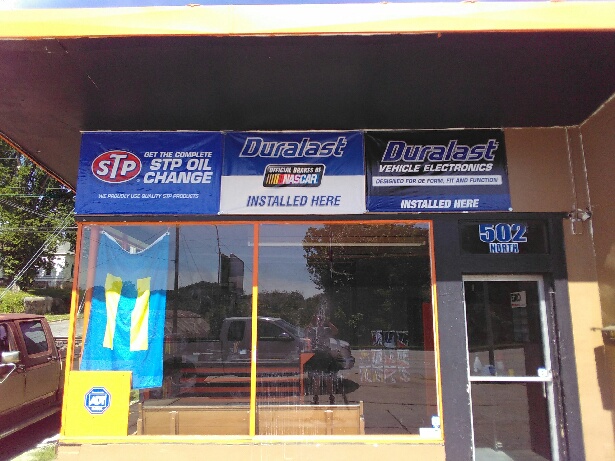 STP
GET THE COMPLETE
STP OIL
CHANGE
WE PROUDLY USE QUALITY STP PRODUCTS
Duralast
OFFICIAL BRAKES OF
NASCAR
INSTALLED HERE
Duralast
VEHICLE ELECTRONICS
DESIGNED FOR OE FORM, FIT AND FUNCTION
INSTALLED HERE
502
NORTH